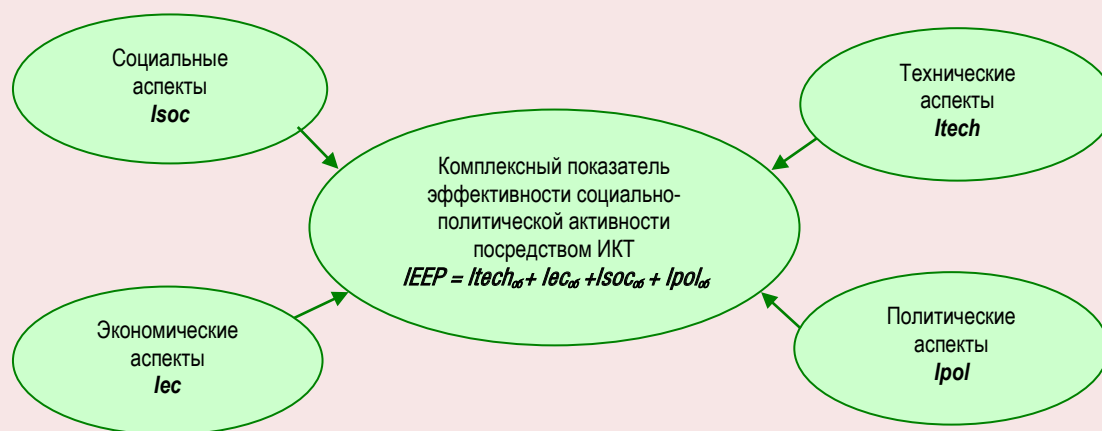 Социальные
аспекты
Isoc
Технические
аспекты
Itech
Комплексный показатель
эффективности социально-
политической активности
посредством ИКТ
IEEP = Itechоб + Iecоб +Isocоб + Ipolоб
Экономические
аспекты
Iec
Политические
аспекты
Ipol